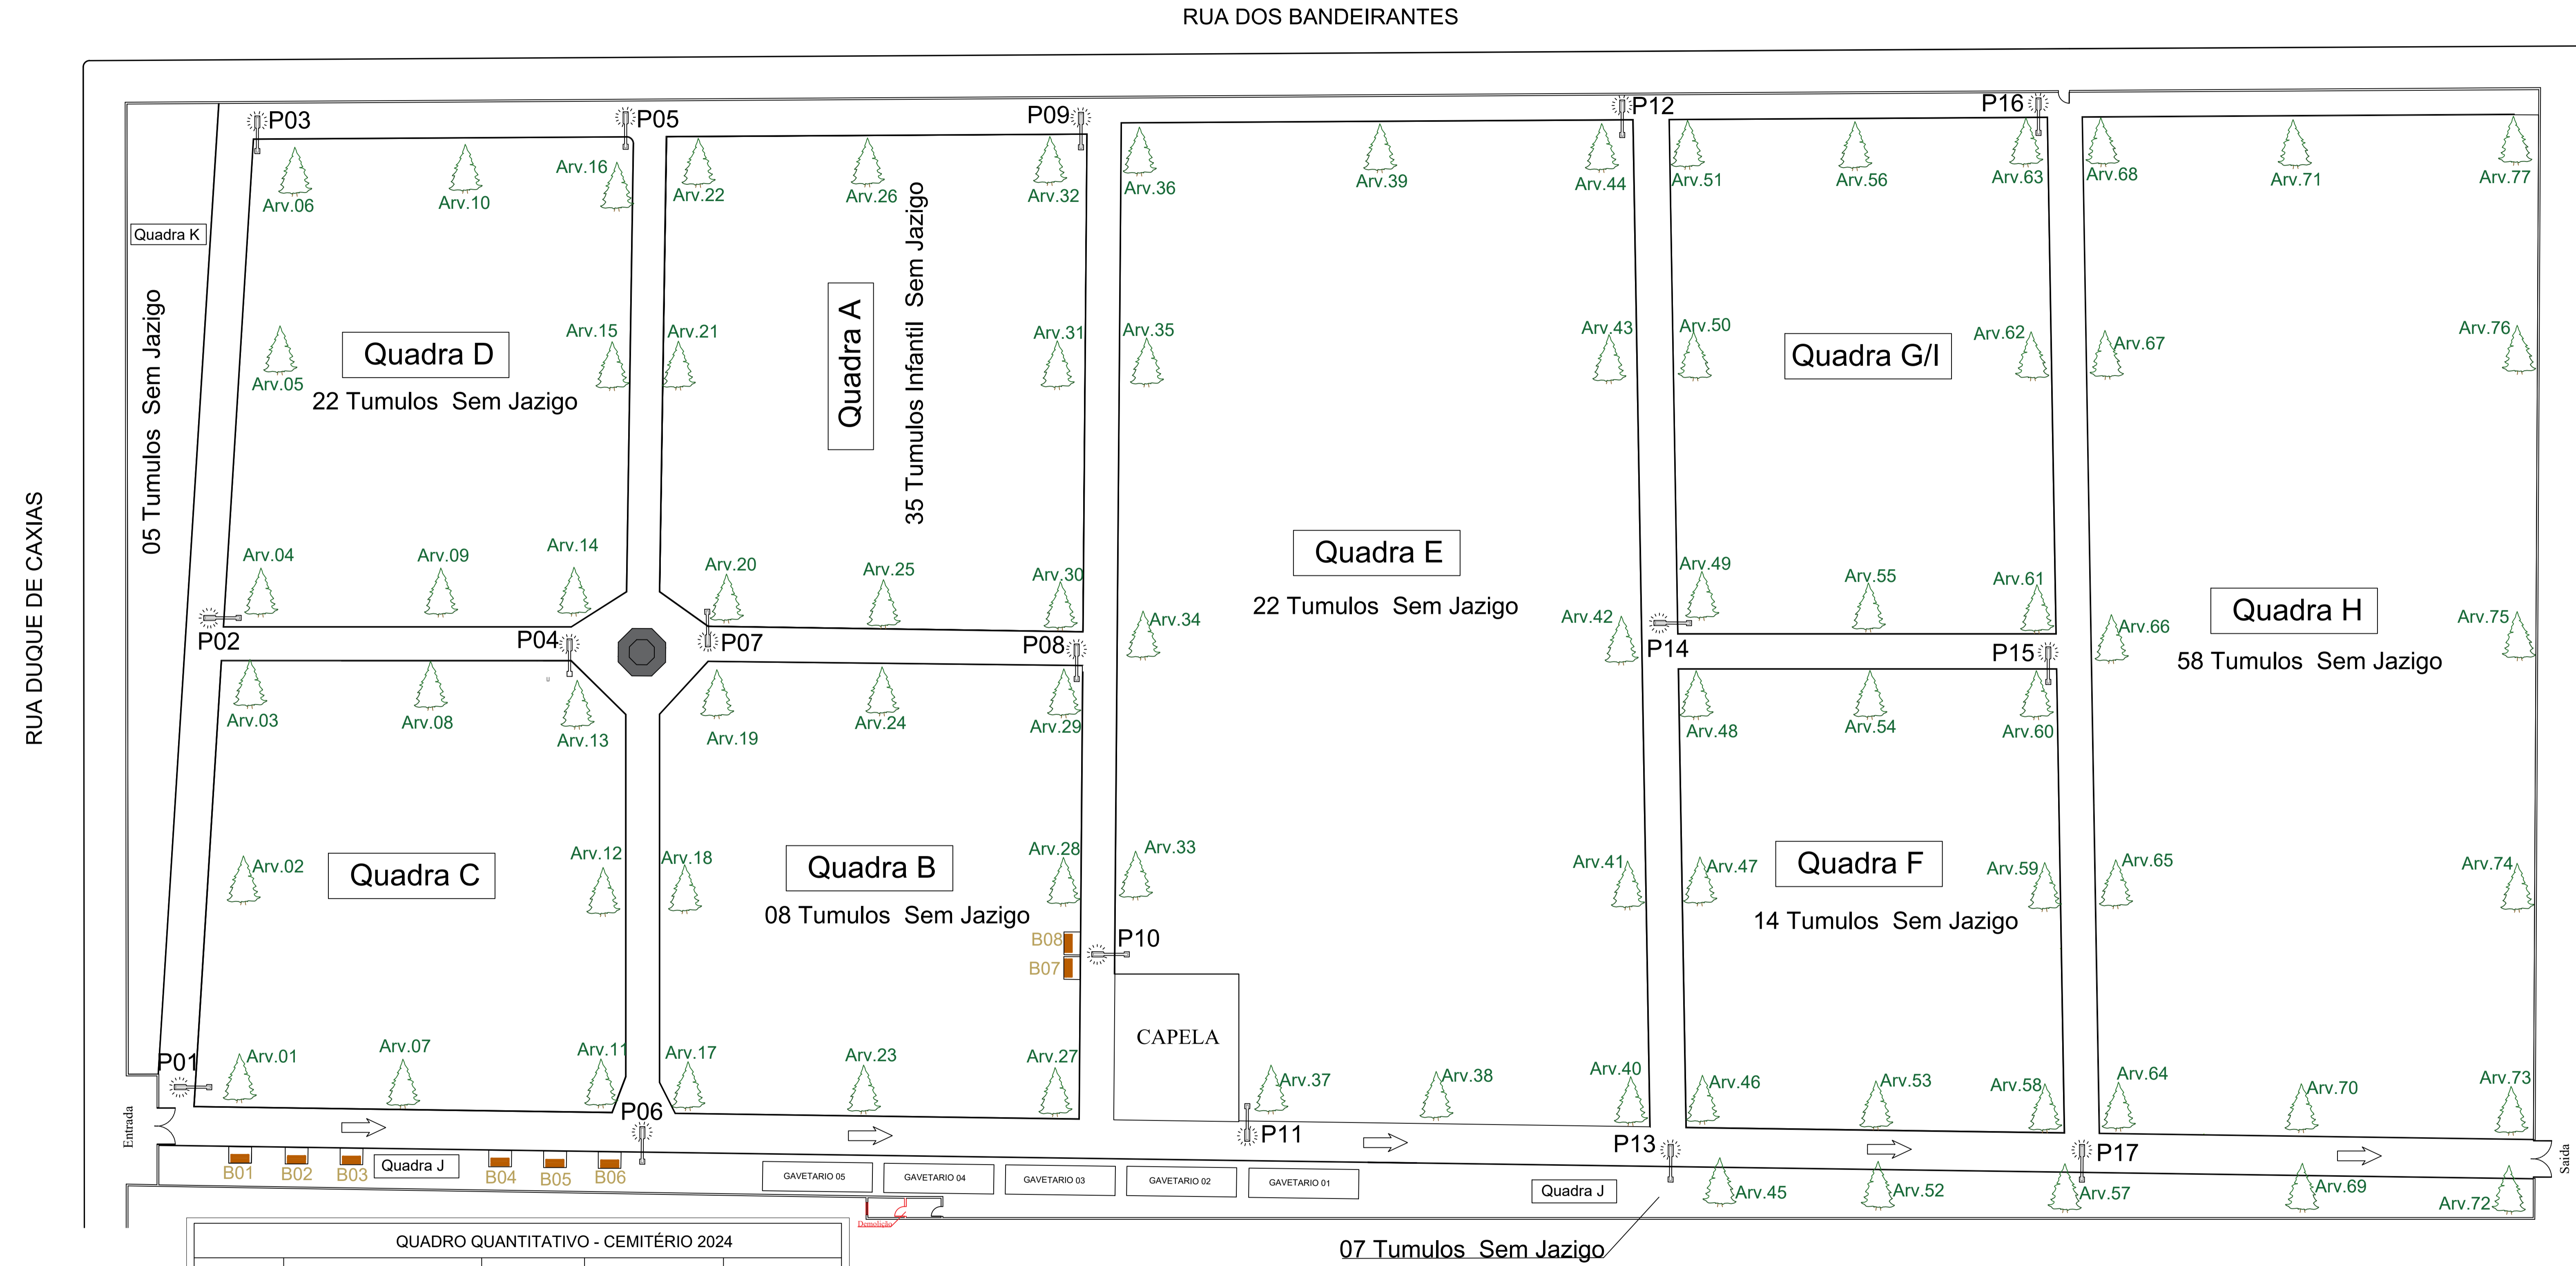 RUA DOS BANDEIRANTES
P03
P05
P09
P12
P16
Arv.16
Arv.06
Arv.10
Arv.22
Arv.26
Arv.32
Arv.36
Arv.39
Arv.44
Arv.51
Arv.56
Arv.63
Arv.68
Arv.71
Arv.77
Quadra K
05 Tumulos Sem Jazigo
RUA DUQUE DE CAXIAS
Arv.05
Quadra D
22 Tumulos Sem Jazigo
Arv.15
Arv.21
Quadra A
35 Tumulos Infantil Sem Jazigo
Arv.31
Arv.35
Arv.43
Arv.50
Quadra G/I
Arv.62
Arv.67
Arv.76
Arv.04
Arv.09
Arv.14
Arv.20
Arv.25
Arv.30
Quadra E
22 Tumulos Sem Jazigo
Arv.34
Arv.42
Arv.49
Arv.55
Arv.61
Arv.66
Quadra H
58 Tumulos Sem Jazigo
Arv.75
P02
P04
P07
P08
P14
P15
Arv.03
Arv.08
Arv.13
Arv.19
Arv.24
Arv.29
Arv.48
Arv.54
Arv.60
Arv.02
Quadra C
Arv.12
Arv.18
Quadra B
08 Tumulos Sem Jazigo
Arv.28
Arv.33
Arv.41
Arv.47
Quadra F
14 Tumulos Sem Jazigo
Arv.59
Arv.65
Arv.74
B08
B07
P10
CAPELA
P01
Arv.01
Arv.07
Arv.11
Arv.17
Arv.23
Arv.27
Arv.37
Arv.38
Arv.40
Arv.46
Arv.53
Arv.58
Arv.64
Arv.70
Arv.73
Entrada
P06
P11
P13
P17
Saida
B01
B02
B03
Quadra J
B04
B05
B06
GAVETARIO 05
GAVETARIO 04
GAVETARIO 03
GAVETARIO 02
GAVETARIO 01
Quadra J
Arv.45
Arv.52
Arv.57
Arv.69
Arv.72
Demolição
07 Tumulos Sem Jazigo
QUADRO QUANTITATIVO - CEMITÉRIO 2024